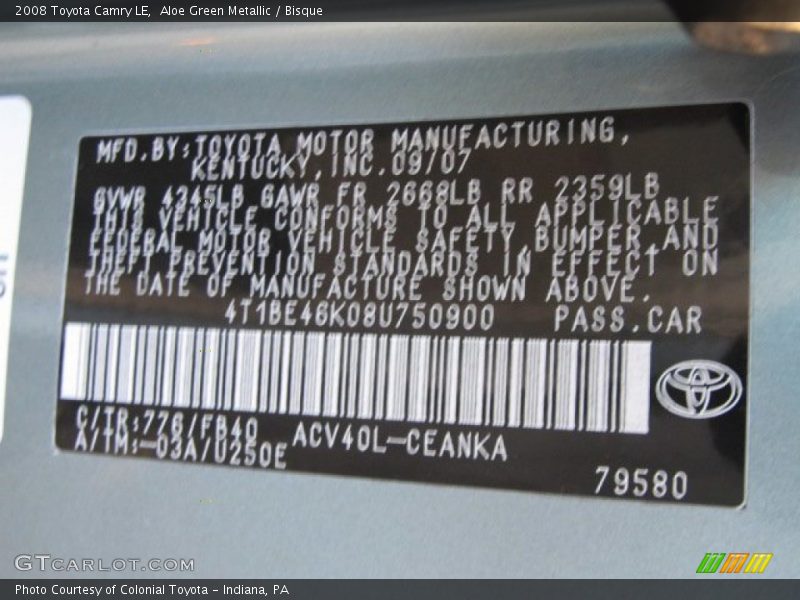 2008 Toyota Camry LE,  Aloe Green Metallic / Bisque
MFD.BY:TOYOTA MOTOR MANUFACTURING,
KENTUCKY,INC.09/07
GVWR 4345LB GAWR FR 2668LB RR 2359LB
THIS VEHICLE CONFORMS TO ALL APPLICABLE
FEDERAL MOTOR VEHICLE SAFETY,BUMPER,AND
THEFT PREVENTION STANDARDS IN EFFECT ON
THE DATE OF MANUFACTURE SHOWN ABOVE.
4T1BE46K08U750900 PASS.CAR
C/TR:776/FB40 ACV40L-CEANKA
A/TM:-03A/U250E
79580
GTCARLOT.COM
Photo Courtesy of Colonial Toyota - Indiana, PA